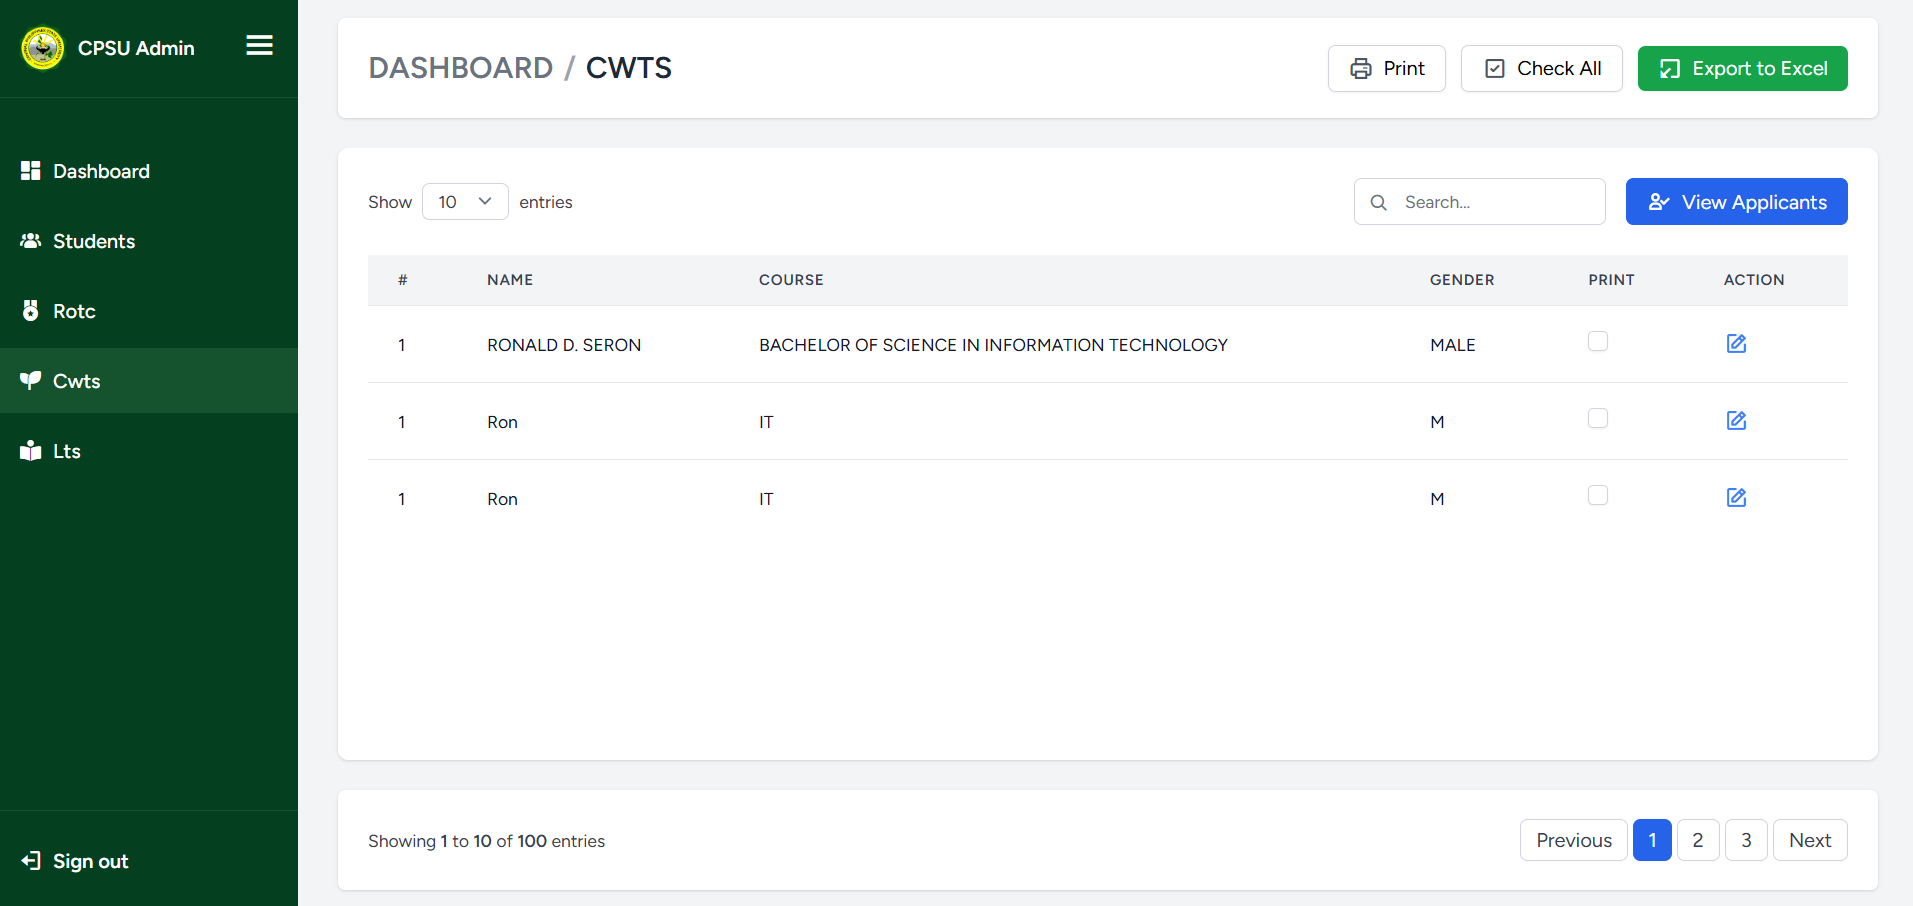 CPSU Admin
Dashboard
Students
Rotc
Cwts
Lts
Sign out
DASHBOARD / CWTS
Print
Check All
Export to Excel
Show 10 entries
Search...
View Applicants
# NAME COURSE GENDER PRINT ACTION
1 RONALD D. SERON BACHELOR OF SCIENCE IN INFORMATION TECHNOLOGY MALE
1 Ron IT M
1 Ron IT M
Showing 1 to 10 of 100 entries
Previous 1 2 3 Next